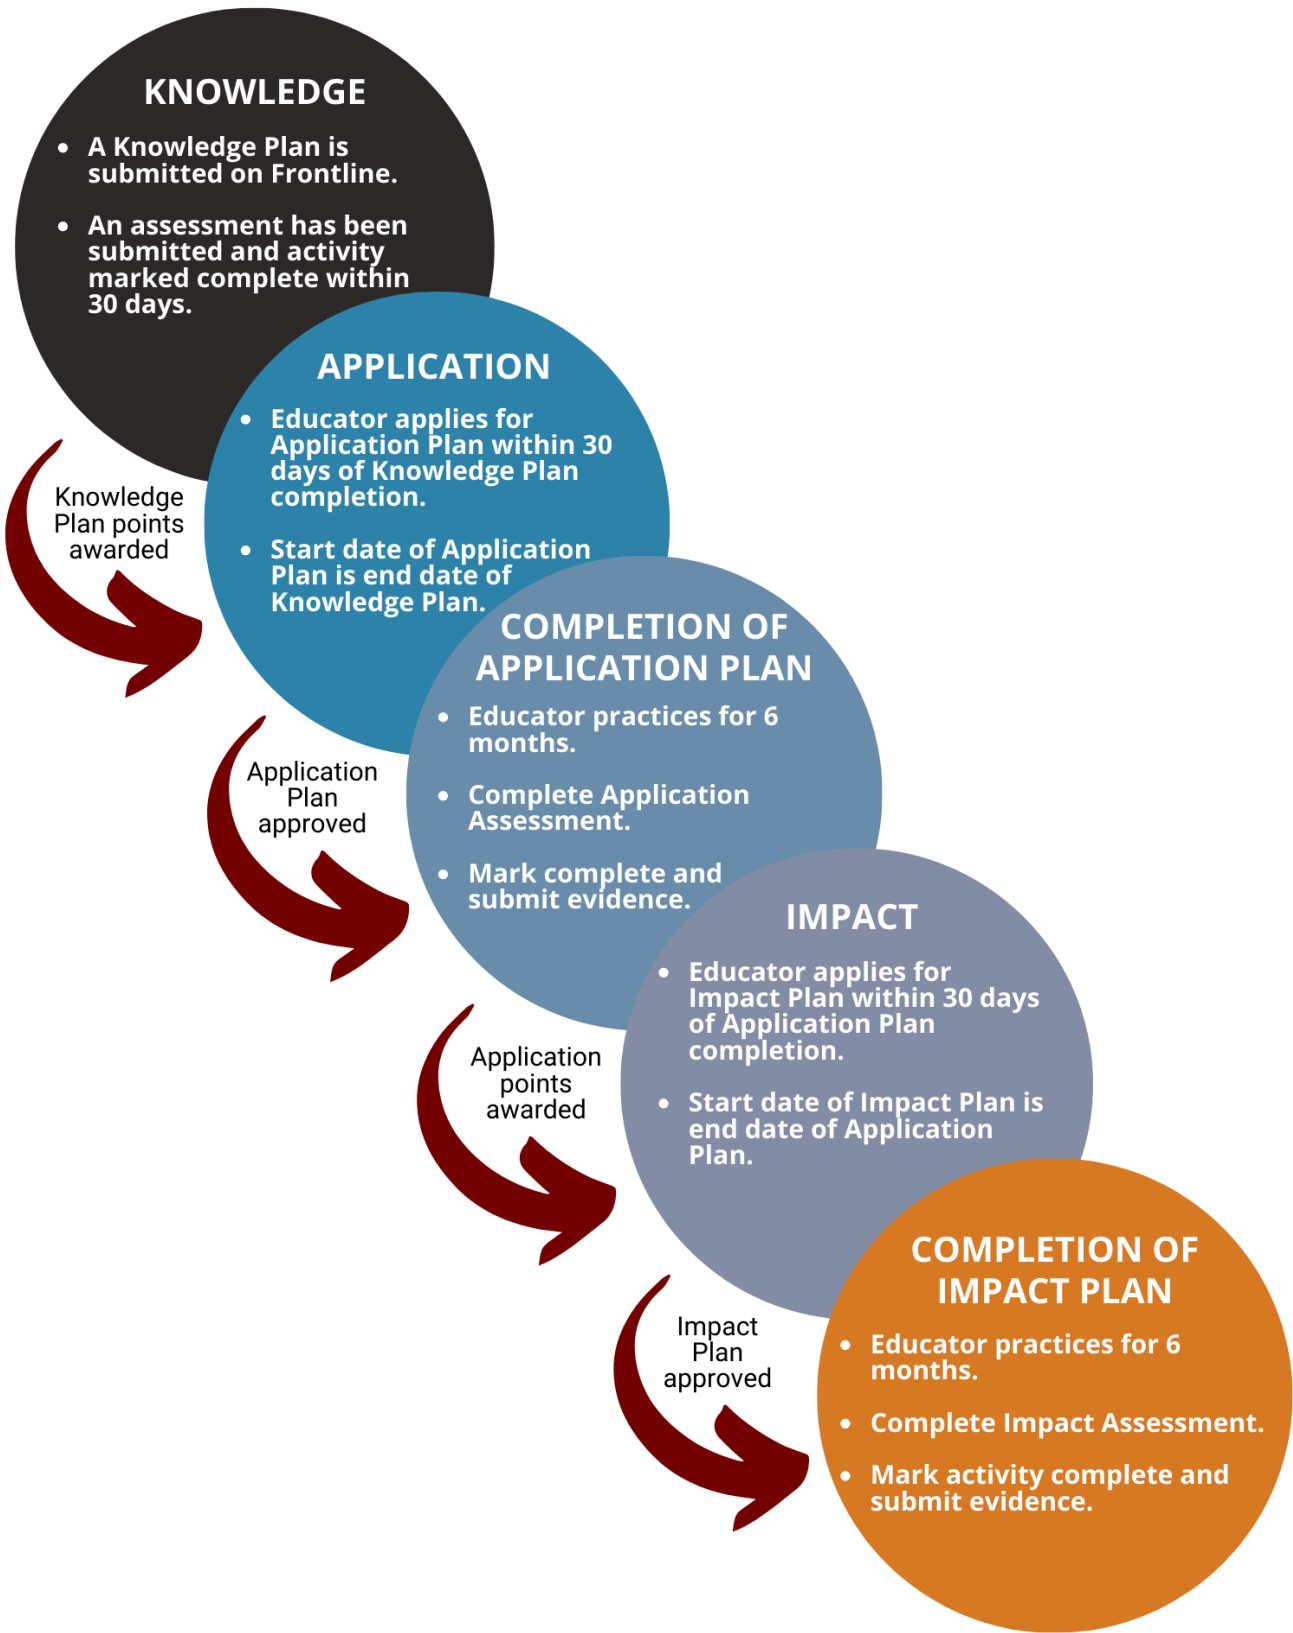 KNOWLEDGE
• A Knowledge Plan is
submitted on Frontline.
• An assessment has been
submitted and activity
marked complete within
30 days.
Knowledge
Plan points
awarded
APPLICATION
• Educator applies for
Application Plan within 30
days of Knowledge Plan
completion.
• Start date of Application
Plan is end date of
Knowledge Plan.
Application
Plan
approved
COMPLETION OF
APPLICATION PLAN
• Educator practices for 6
months.
• Complete Application
Assessment.
• Mark complete and
submit evidence.
Application
points
awarded
IMPACT
• Educator applies for
Impact Plan within 30 days
of Application Plan
completion.
• Start date of Impact Plan is
end date of Application
Plan.
Impact
Plan
approved
COMPLETION OF
IMPACT PLAN
• Educator practices for 6
months.
• Complete Impact Assessment.
• Mark activity complete and
submit evidence.